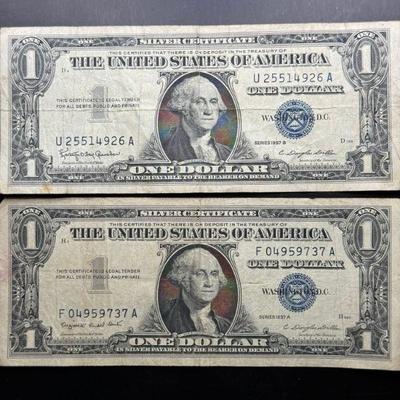 ONE SILVER CERTIFICATE ONE
THIS CERTIFIES THAT THERE IS ON DEPOSIT IN THE TREASURY OF
THE UNITED STATES OF AMERICA
U 25514926 A
ONE DOLLAR
THIS CERTIFICATE IS LEGAL TENDER
FOR ALL DEBTS PUBLIC AND PRIVATE
WASHINGTON, D.C.
U 25514926 A
SERIES 1957 B
ONE DOLLAR
IN SILVER PAYABLE TO THE BEARER ON DEMAND
ONE SILVER CERTIFICATE ONE
THIS CERTIFIES THAT THERE IS ON DEPOSIT IN THE TREASURY OF
THE UNITED STATES OF AMERICA
F 04959737 A
ONE DOLLAR
THIS CERTIFICATE IS LEGAL TENDER
FOR ALL DEBTS PUBLIC AND PRIVATE
WASHINGTON, D.C.
F 04959737 A
SERIES 1957 A
ONE DOLLAR
IN SILVER PAYABLE TO THE BEARER ON DEMAND